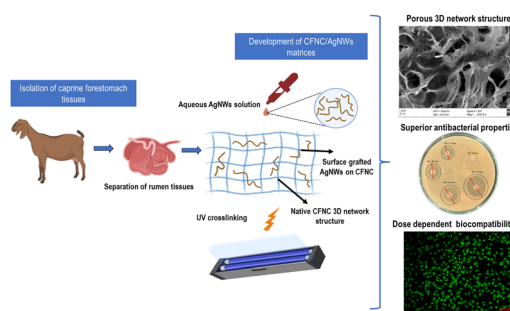 Isolation of caprine forestomach
tissues
Separation of rumen tissues
Development of CFNC/AgNWs
matrices
Aqueous AgNWs solution
Surface grafted
AgNWs on CFNC
Native CFNC 3D network
structure
UV crosslinking
Porous 3D network structure
Superior antibacterial properti
Dose dependent biocompatibil